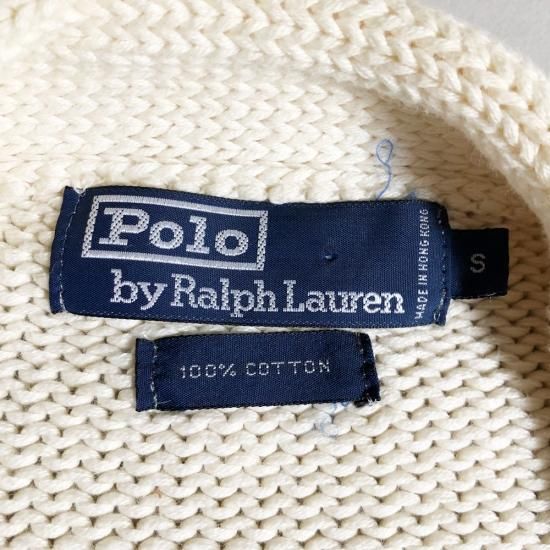 Polo
by Ralph Lauren
MADE IN HONG KONG
S
100% COTTON